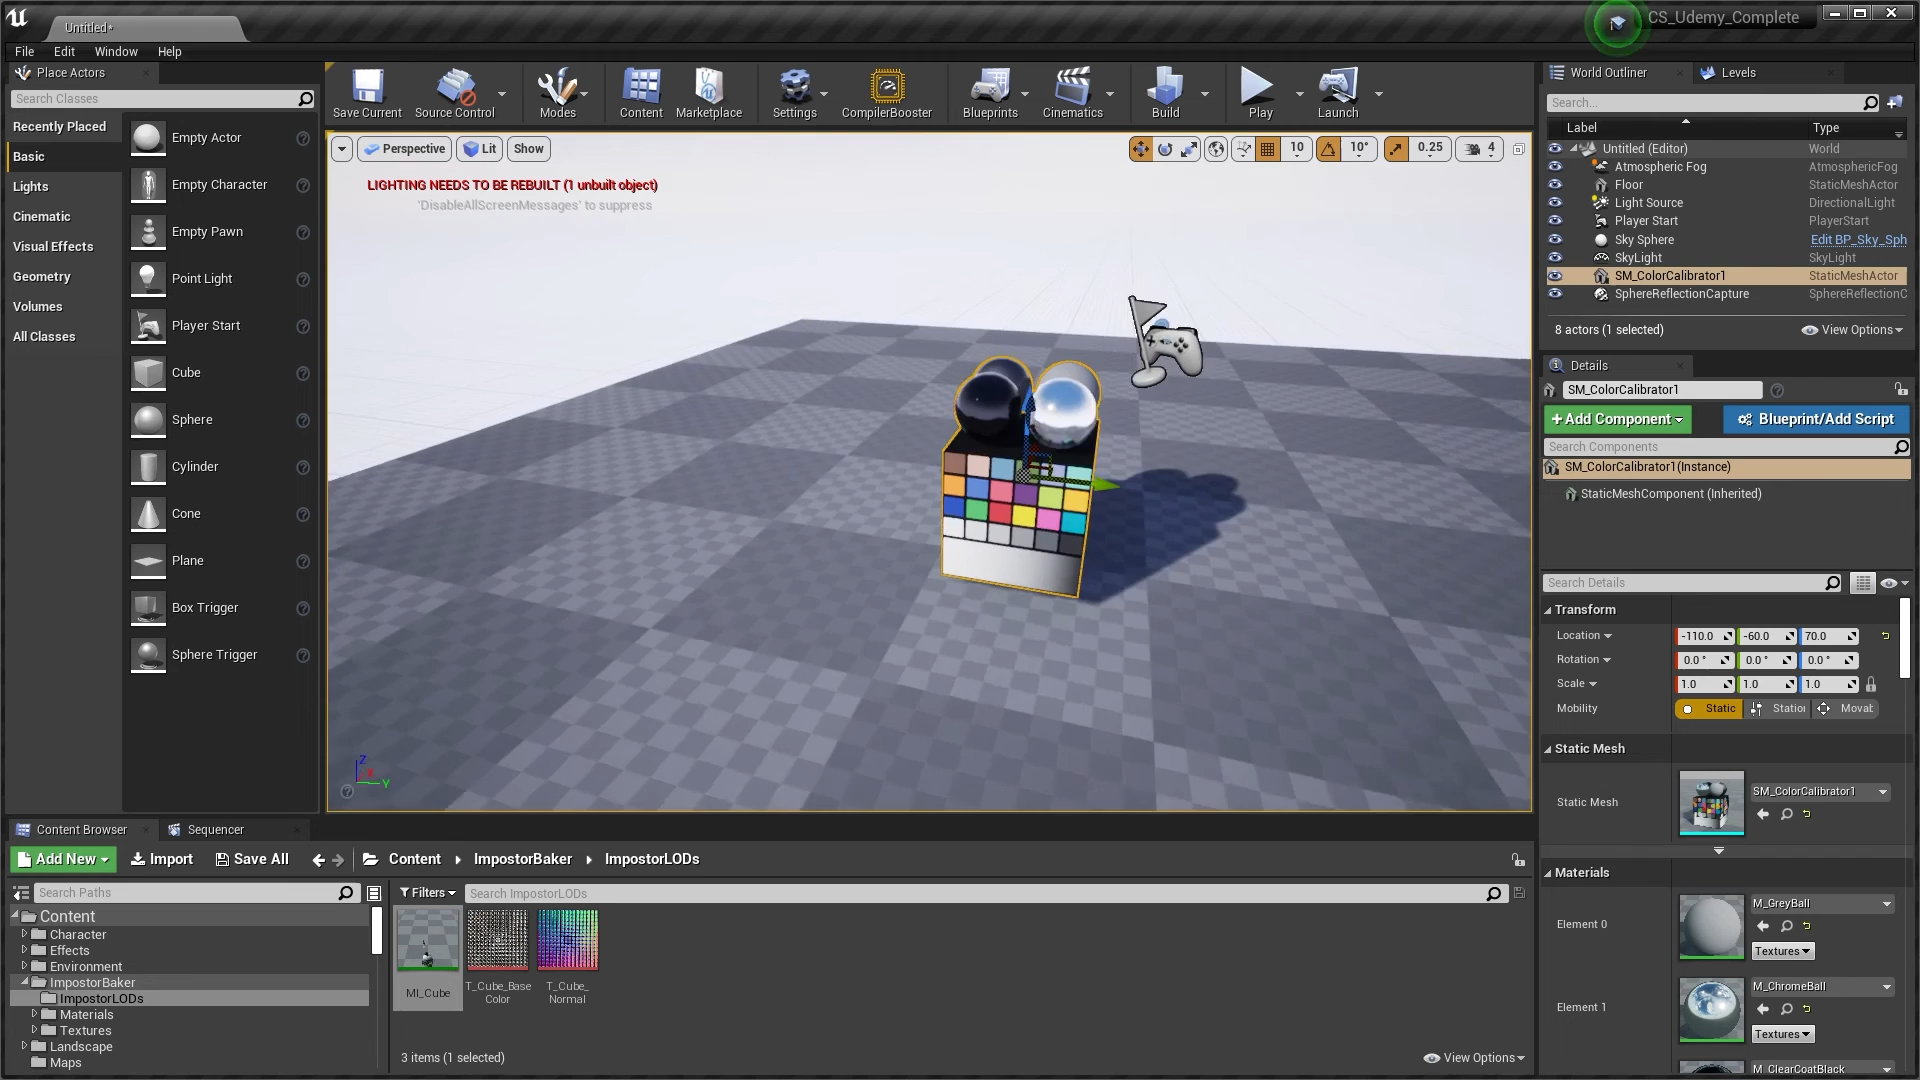 Untitled*
CS_Udemy_Complete
File Edit Window Help
Place Actors
Search Classes
Recently Placed
Basic
Lights
Cinematic
Visual Effects
Geometry
Volumes
All Classes
Empty Actor
Empty Character
Empty Pawn
Point Light
Player Start
Cube
Sphere
Cylinder
Cone
Plane
Box Trigger
Sphere Trigger
Save Current Source Control Modes Content Marketplace Settings CompilerBooster Blueprints Cinematics Build Play Launch
Perspective Lit Show
10 10° 0.25 4
LIGHTING NEEDS TO BE REBUILT (1 unbuilt object)
'DisableAllScreenMessages' to suppress
Z
X
Y
World Outliner Levels
Search...
Label Type
Untitled (Editor) World
Atmospheric Fog AtmosphericFog
Floor StaticMeshActor
Light Source DirectionalLight
Player Start PlayerStart
Sky Sphere Edit BP_Sky_Sph
SkyLight SkyLight
SM_ColorCalibrator1 StaticMeshActor
SphereReflectionCapture SphereReflectionC
8 actors (1 selected) View Options
Details
SM_ColorCalibrator1
+Add Component Blueprint/Add Script
Search Components
SM_ColorCalibrator1(Instance)
StaticMeshComponent (Inherited)
Search Details
Transform
Location -110.0 -60.0 70.0
Rotation 0.0° 0.0° 0.0°
Scale 1.0 1.0 1.0
Mobility Static Station Movab
Static Mesh
Static Mesh SM_ColorCalibrator1
Materials
Element 0 M_GreyBall
Textures
Element 1 M_ChromeBall
Textures
M_ClearCoatBlack
Content Browser Sequencer
Add New Import Save All Content ImpostorBaker ImpostorLODs
Search Paths
Filters Search ImpostorLODs
Content
Character
Effects
Environment
ImpostorBaker
ImpostorLODs
Materials
Textures
Landscape
Maps
MI_Cube
T_Cube_Base
Color
T_Cube_
Normal
3 items (1 selected) View Options